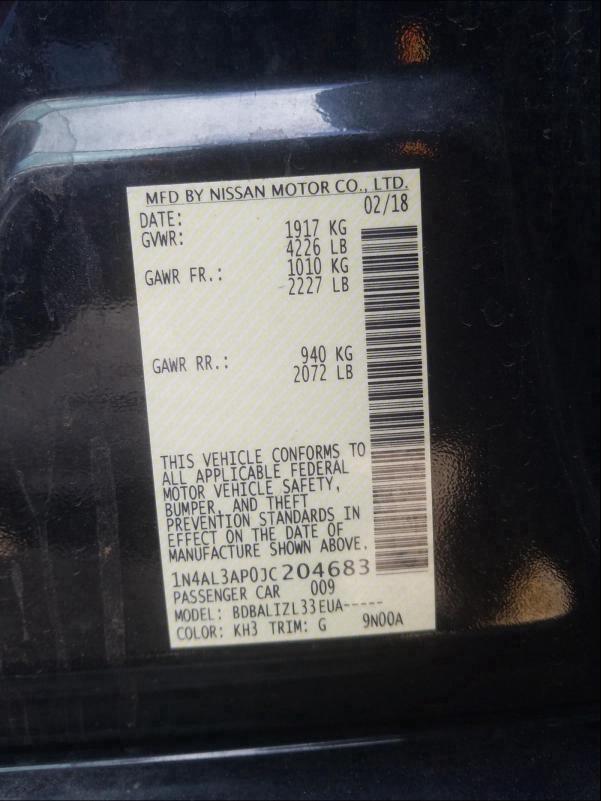 MFD BY NISSAN MOTOR CO., LTD.
DATE: 02/18
GVWR: 1917 KG
4226 LB
GAWR FR.: 1010 KG
2227 LB
GAWR RR.: 940 KG
2072 LB
THIS VEHICLE CONFORMS TO
ALL APPLICABLE FEDERAL
MOTOR VEHICLE SAFETY,
BUMPER, AND THEFT
PREVENTION STANDARDS IN
EFFECT ON THE DATE OF
MANUFACTURE SHOWN ABOVE.
1N4AL3AP0JC204683
PASSENGER CAR 009
MODEL: BDBALIZL33EUA-----
COLOR: KH3 TRIM: G 9N00A